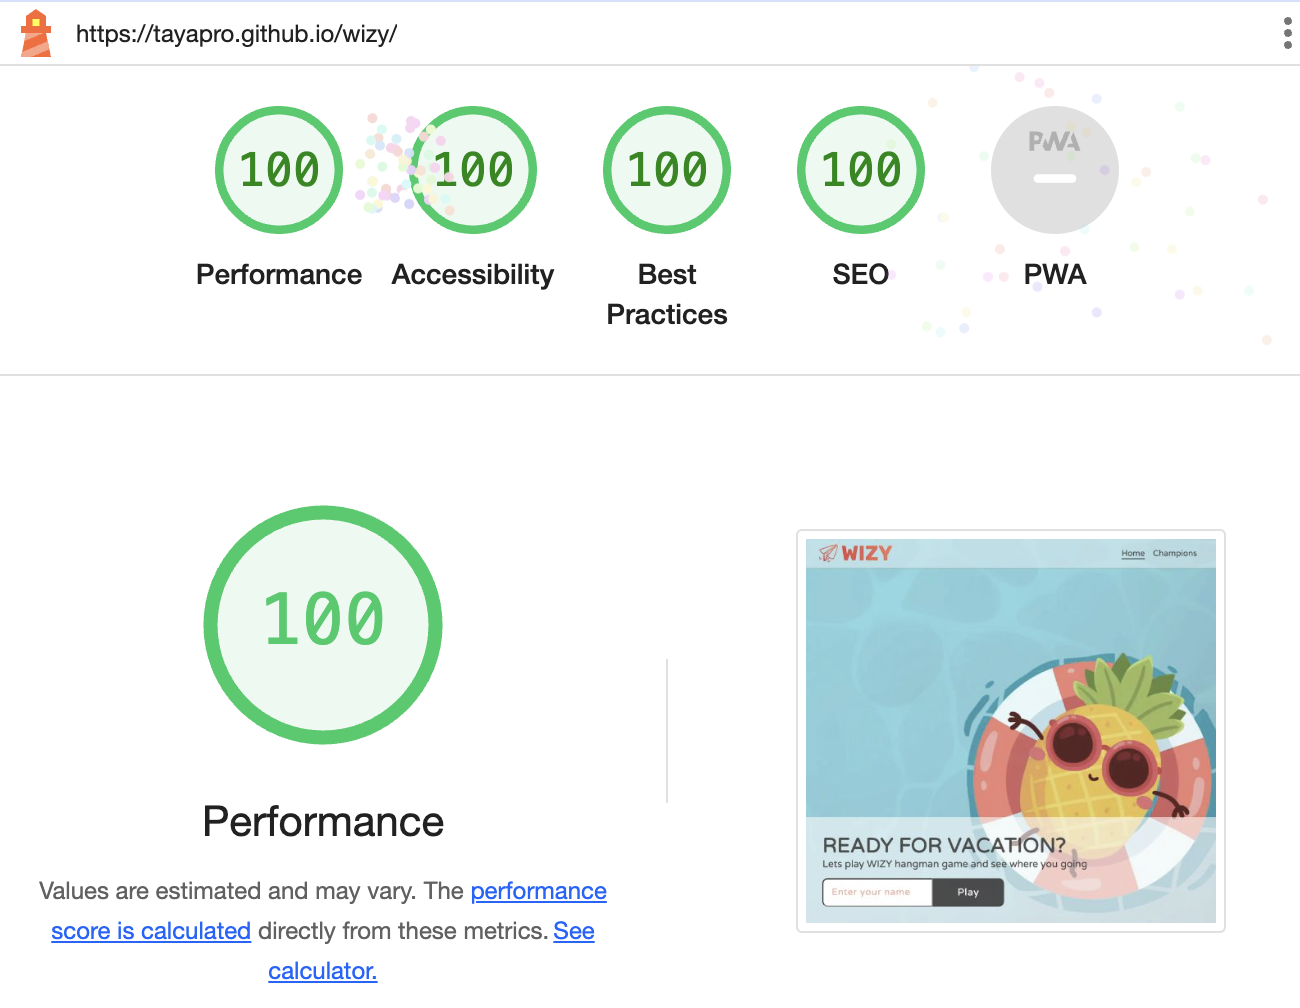 https://tayapro.github.io/wizy/
100
100
100
100
PWA
Performance
Accessibility
Best
Practices
SEO
PWA
100
Performance
Values are estimated and may vary. The performance
score is calculated directly from these metrics. See
calculator.
WIZY
Home Champions
READY FOR VACATION?
Lets play WIZY hangman game and see where you going
Enter your name
Play